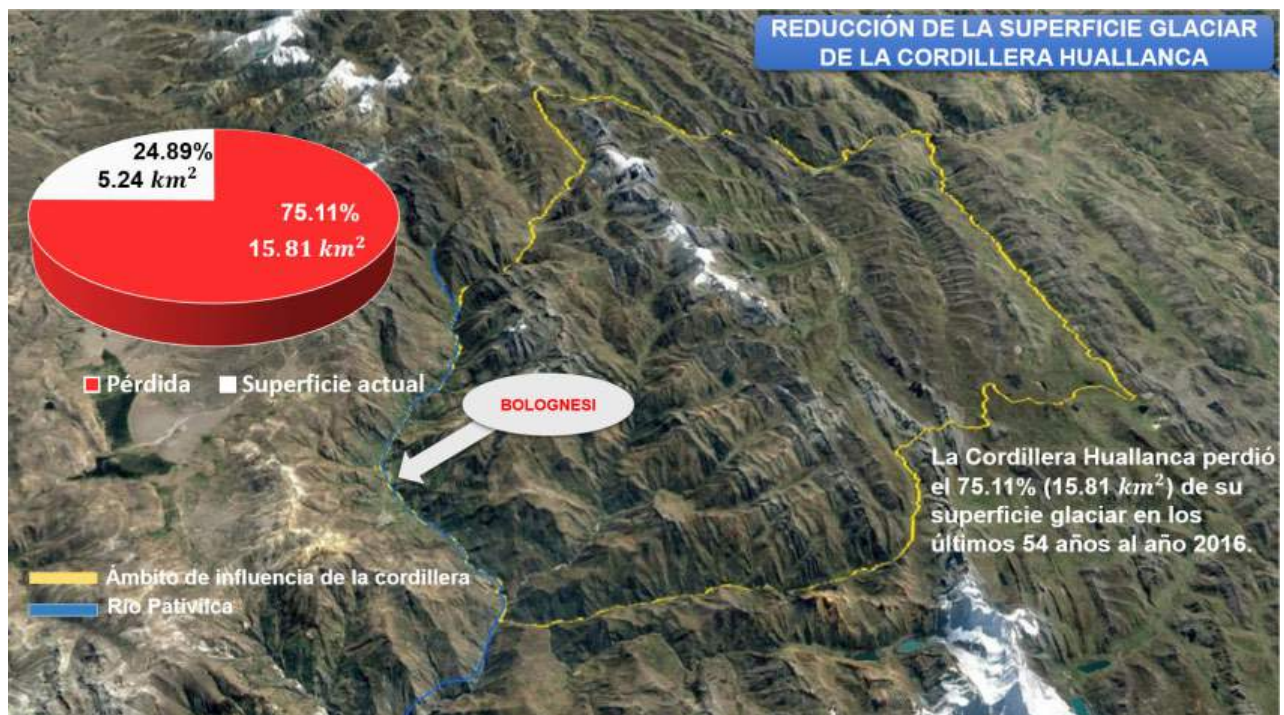 REDUCCIÓN DE LA SUPERFICIE GLACIAR
DE LA CORDILLERA HUALLANCA
24.89%
5.24 km²
75.11%
15.81 km²
Pérdida
Superficie actual
BOLOGNESI
La Cordillera Huallanca perdió
el 75.11% (15.81 km²) de su
superficie glaciar en los
últimos 54 años al año 2016.
Ámbito de influencia de la cordillera
Río Pativilca